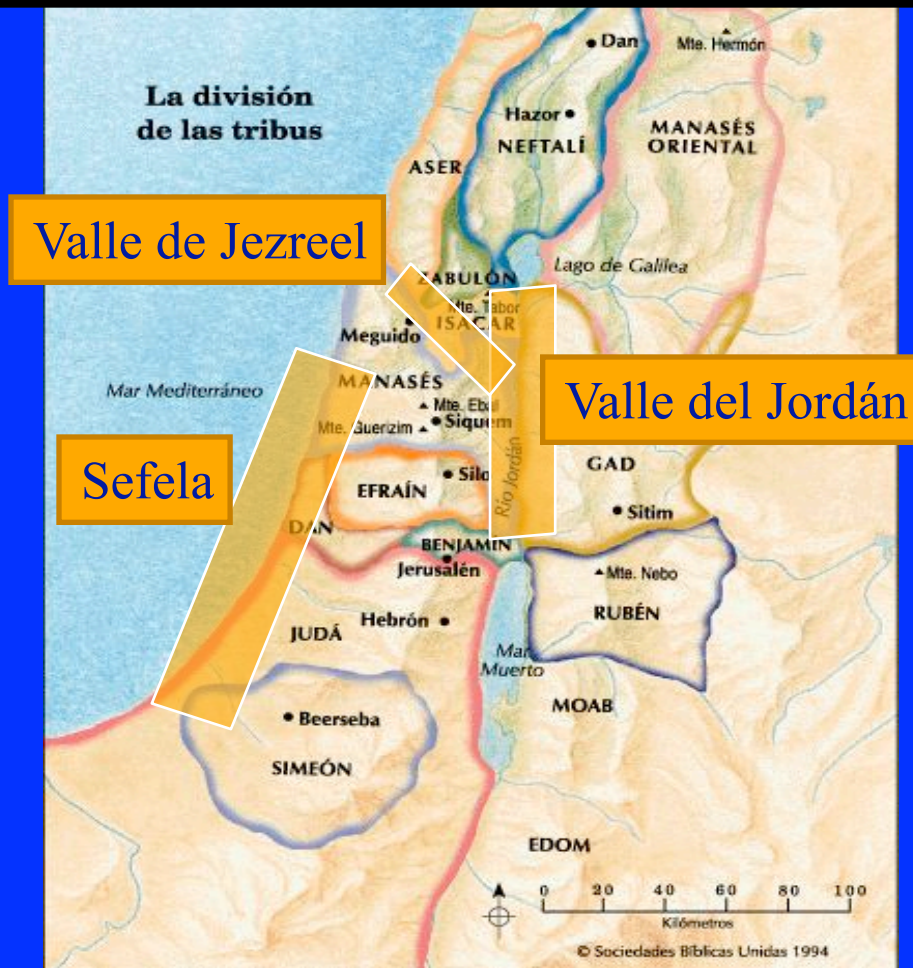 La división
de las tribus
Dan
Mte. Hermón
Hazor
NEFTALÍ
MANASÉS
ORIENTAL
ASER
Valle de Jezreel
Lago de Galilea
ZABULÓN
Mte. Tabor
ISACAR
Meguido
Mar Mediterráneo
MANASÉS
Valle del Jordán
Mte. Ebal
Siquem
Mte. Guerizim
Sefela
Silo
GAD
EFRAÍN
Río Jordán
Sitim
DAN
BENJAMÍN
Jerusalén
Mte. Nebo
RUBÉN
Hebrón
JUDÁ
Mar
Muerto
MOAB
Beerseba
SIMEÓN
EDOM
0 20 40 60 80 100
Kilómetros
© Sociedades Bíblicas Unidas 1994